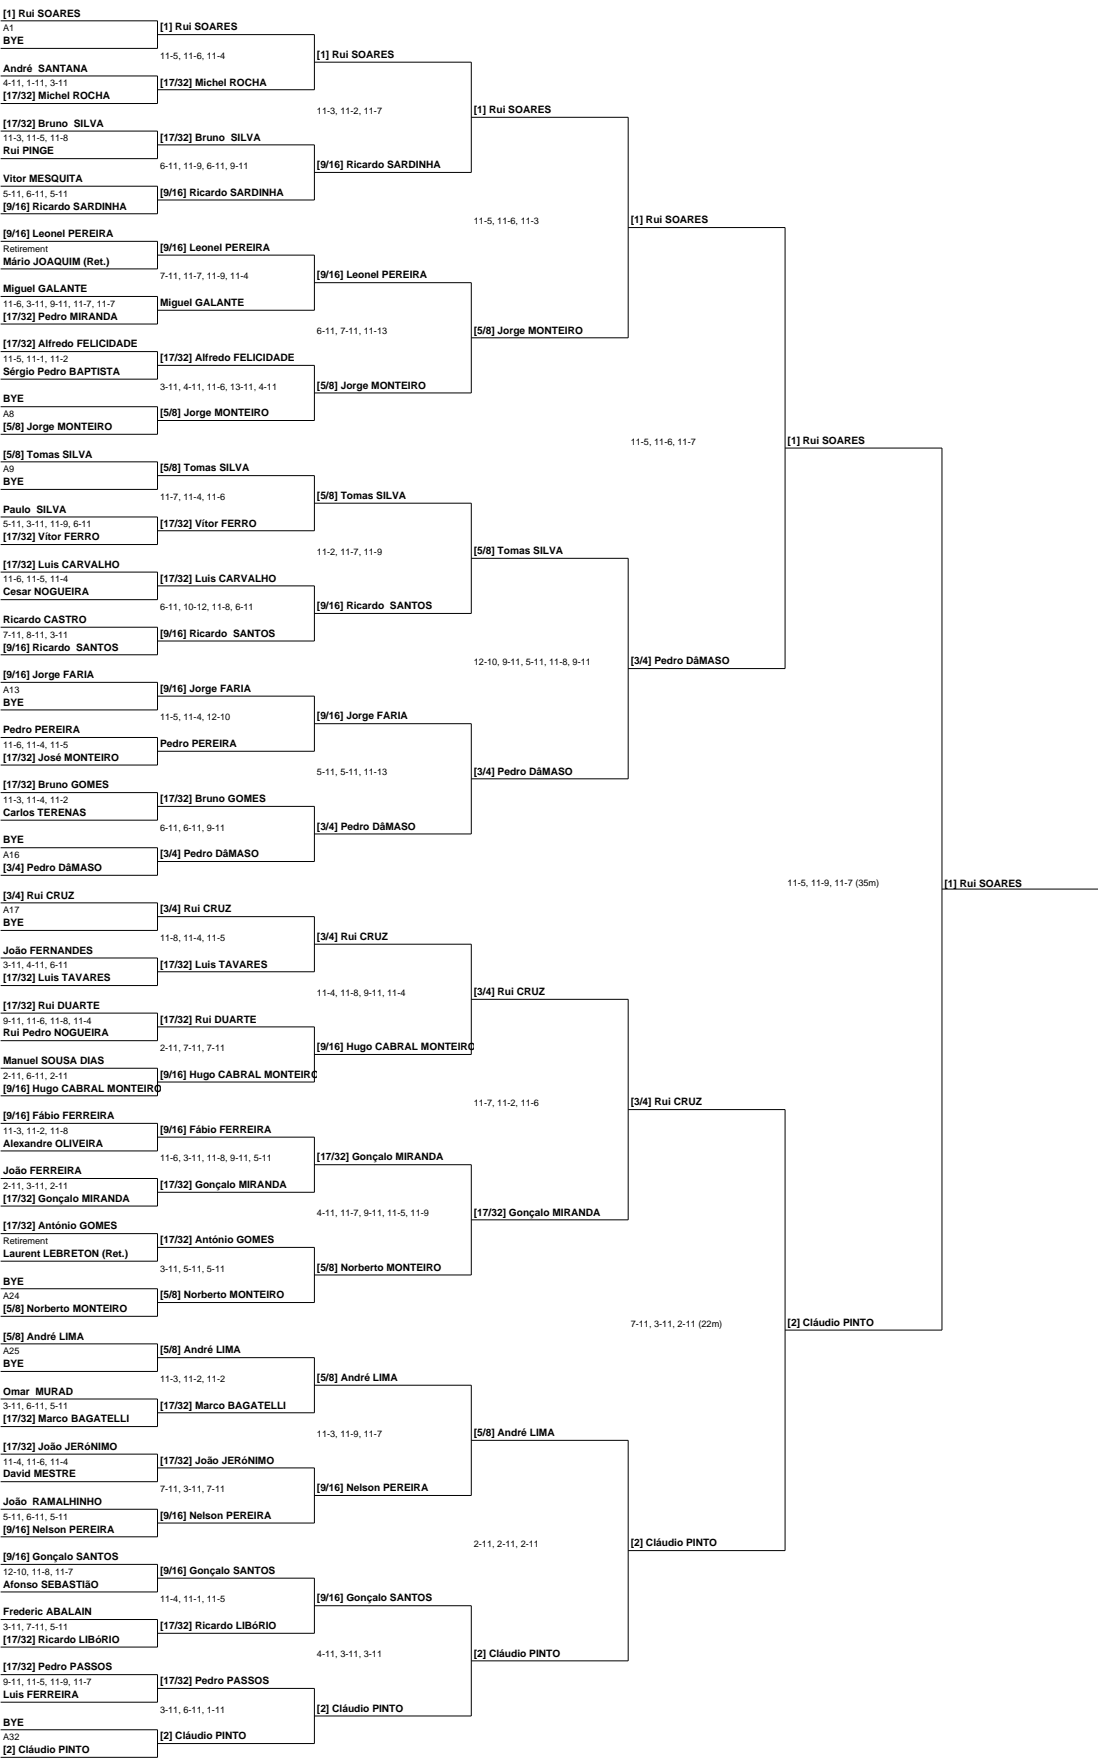 [1] Rui SOARES
A1
BYE
André  SANTANA
4-11, 1-11, 3-11
[17/32] Michel ROCHA
[17/32] Bruno  SILVA
11-3, 11-5, 11-8
Rui PINGE
Vitor MESQUITA
5-11, 6-11, 5-11
[9/16] Ricardo SARDINHA
[9/16] Leonel PEREIRA
Retirement
Mário JOAQUIM (Ret.)
Miguel GALANTE
11-6, 3-11, 9-11, 11-7, 11-7
[17/32] Pedro MIRANDA
[17/32] Alfredo FELICIDADE
11-5, 11-1, 11-2
Sérgio Pedro BAPTISTA
BYE
A8
[5/8] Jorge MONTEIRO
[5/8] Tomas SILVA
A9
BYE
Paulo  SILVA
5-11, 3-11, 11-9, 6-11
[17/32] Vítor FERRO
[17/32] Luis CARVALHO
11-6, 11-5, 11-4
Cesar NOGUEIRA
Ricardo CASTRO
7-11, 8-11, 3-11
[9/16] Ricardo  SANTOS
[9/16] Jorge FARIA
A13
BYE
Pedro PEREIRA
11-6, 11-4, 11-5
[17/32] José MONTEIRO
[17/32] Bruno GOMES
11-3, 11-4, 11-2
Carlos TERENAS
BYE
A16
[3/4] Pedro DâMASO
[3/4] Rui CRUZ
A17
BYE
João FERNANDES
3-11, 4-11, 6-11
[17/32] Luis TAVARES
[17/32] Rui DUARTE
9-11, 11-6, 11-8, 11-4
Rui Pedro NOGUEIRA
Manuel SOUSA DIAS
2-11, 6-11, 2-11
[9/16] Hugo CABRAL MONTEIRO
[9/16] Fábio FERREIRA
11-3, 11-2, 11-8
Alexandre OLIVEIRA
João FERREIRA
2-11, 3-11, 2-11
[17/32] Gonçalo MIRANDA
[17/32] António GOMES
Retirement
Laurent LEBRETON (Ret.)
BYE
A24
[5/8] Norberto MONTEIRO
[5/8] André LIMA
A25
BYE
Omar  MURAD
3-11, 6-11, 5-11
[17/32] Marco BAGATELLI
[17/32] João JERóNIMO
11-4, 11-6, 11-4
David MESTRE
João  RAMALHINHO
5-11, 6-11, 5-11
[9/16] Nelson PEREIRA
[9/16] Gonçalo SANTOS
12-10, 11-8, 11-7
Afonso SEBASTIãO
Frederic ABALAIN
3-11, 7-11, 5-11
[17/32] Ricardo LIBóRIO
[17/32] Pedro PASSOS
9-11, 11-5, 11-9, 11-7
Luis FERREIRA
BYE
A32
[2] Cláudio PINTO
[1] Rui SOARES
11-5, 11-6, 11-4
[17/32] Michel ROCHA
[17/32] Bruno  SILVA
6-11, 11-9, 6-11, 9-11
[9/16] Ricardo SARDINHA
[9/16] Leonel PEREIRA
7-11, 11-7, 11-9, 11-4
Miguel GALANTE
[17/32] Alfredo FELICIDADE
3-11, 4-11, 11-6, 13-11, 4-11
[5/8] Jorge MONTEIRO
[5/8] Tomas SILVA
11-7, 11-4, 11-6
[17/32] Vítor FERRO
[17/32] Luis CARVALHO
6-11, 10-12, 11-8, 6-11
[9/16] Ricardo  SANTOS
[9/16] Jorge FARIA
11-5, 11-4, 12-10
Pedro PEREIRA
[17/32] Bruno GOMES
6-11, 6-11, 9-11
[3/4] Pedro DâMASO
[3/4] Rui CRUZ
11-8, 11-4, 11-5
[17/32] Luis TAVARES
[17/32] Rui DUARTE
2-11, 7-11, 7-11
[9/16] Hugo CABRAL MONTEIRO
[9/16] Fábio FERREIRA
11-6, 3-11, 11-8, 9-11, 5-11
[17/32] Gonçalo MIRANDA
[17/32] António GOMES
3-11, 5-11, 5-11
[5/8] Norberto MONTEIRO
[5/8] André LIMA
11-3, 11-2, 11-2
[17/32] Marco BAGATELLI
[17/32] João JERóNIMO
7-11, 3-11, 7-11
[9/16] Nelson PEREIRA
[9/16] Gonçalo SANTOS
11-4, 11-1, 11-5
[17/32] Ricardo LIBóRIO
[17/32] Pedro PASSOS
3-11, 6-11, 1-11
[2] Cláudio PINTO
[1] Rui SOARES
11-3, 11-2, 11-7
[9/16] Ricardo SARDINHA
[9/16] Leonel PEREIRA
6-11, 7-11, 11-13
[5/8] Jorge MONTEIRO
[5/8] Tomas SILVA
11-2, 11-7, 11-9
[9/16] Ricardo  SANTOS
[9/16] Jorge FARIA
5-11, 5-11, 11-13
[3/4] Pedro DâMASO
[3/4] Rui CRUZ
11-4, 11-8, 9-11, 11-4
[9/16] Hugo CABRAL MONTEIRO
[17/32] Gonçalo MIRANDA
4-11, 11-7, 9-11, 11-5, 11-9
[5/8] Norberto MONTEIRO
[5/8] André LIMA
11-3, 11-9, 11-7
[9/16] Nelson PEREIRA
[9/16] Gonçalo SANTOS
4-11, 3-11, 3-11
[2] Cláudio PINTO
[1] Rui SOARES
11-5, 11-6, 11-3
[5/8] Jorge MONTEIRO
[5/8] Tomas SILVA
12-10, 9-11, 5-11, 11-8, 9-11
[3/4] Pedro DâMASO
[3/4] Rui CRUZ
11-7, 11-2, 11-6
[17/32] Gonçalo MIRANDA
[5/8] André LIMA
2-11, 2-11, 2-11
[2] Cláudio PINTO
[1] Rui SOARES
11-5, 11-6, 11-7
[3/4] Pedro DâMASO
[3/4] Rui CRUZ
7-11, 3-11, 2-11 (22m)
[2] Cláudio PINTO
[1] Rui SOARES
11-5, 11-9, 11-7 (35m)
[2] Cláudio PINTO
[1] Rui SOARES